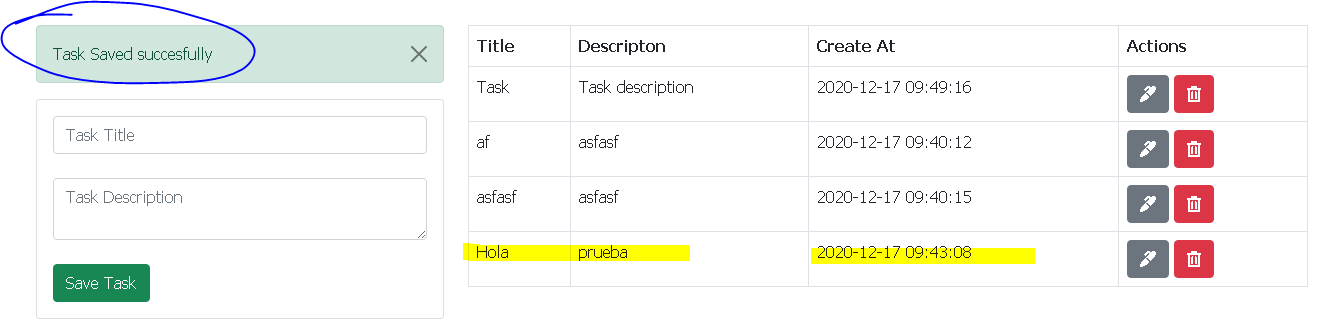 Task Saved succesfully
Task Title
Task Description
Save Task
Title Descripton Create At Actions
Task Task description 2020-12-17 09:49:16
af asfasf 2020-12-17 09:40:12
asfasf asfasf 2020-12-17 09:40:15
Hola prueba 2020-12-17 09:43:08